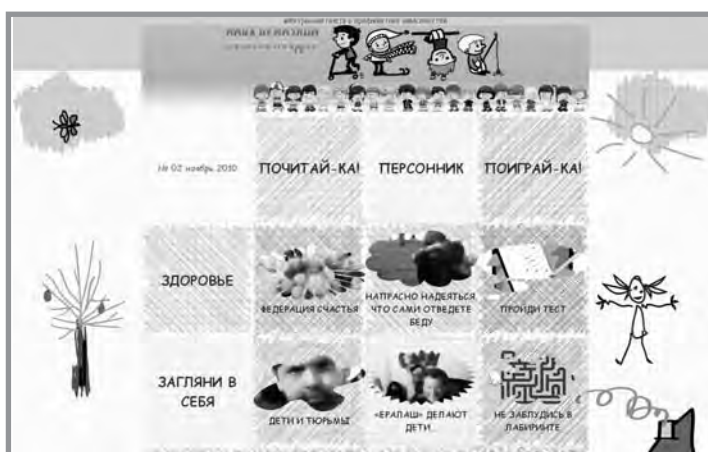 № 02 ноябрь 2010
ПОЧИТАЙ-КА!
ПЕРСОННИК
ПОИГРАЙ-КА!
ЗДОРОВЬЕ
ФЕДЕРАЦИЯ СЧАСТЬЯ
НАПРАСНО НАДЕЯТЬСЯ,
ЧТО САМИ ОТВЕДЕТЕ
БЕДУ
ПРОЙДИ ТЕСТ
ЗАГЛЯНИ В
СЕБЯ
ДЕТИ И ТЮРЬМЫ
«ЕРАЛАШ» ДЕЛАЮТ
ДЕТИ...
НЕ ЗАБЛУДИСЬ В
ЛАБИРИНТЕ